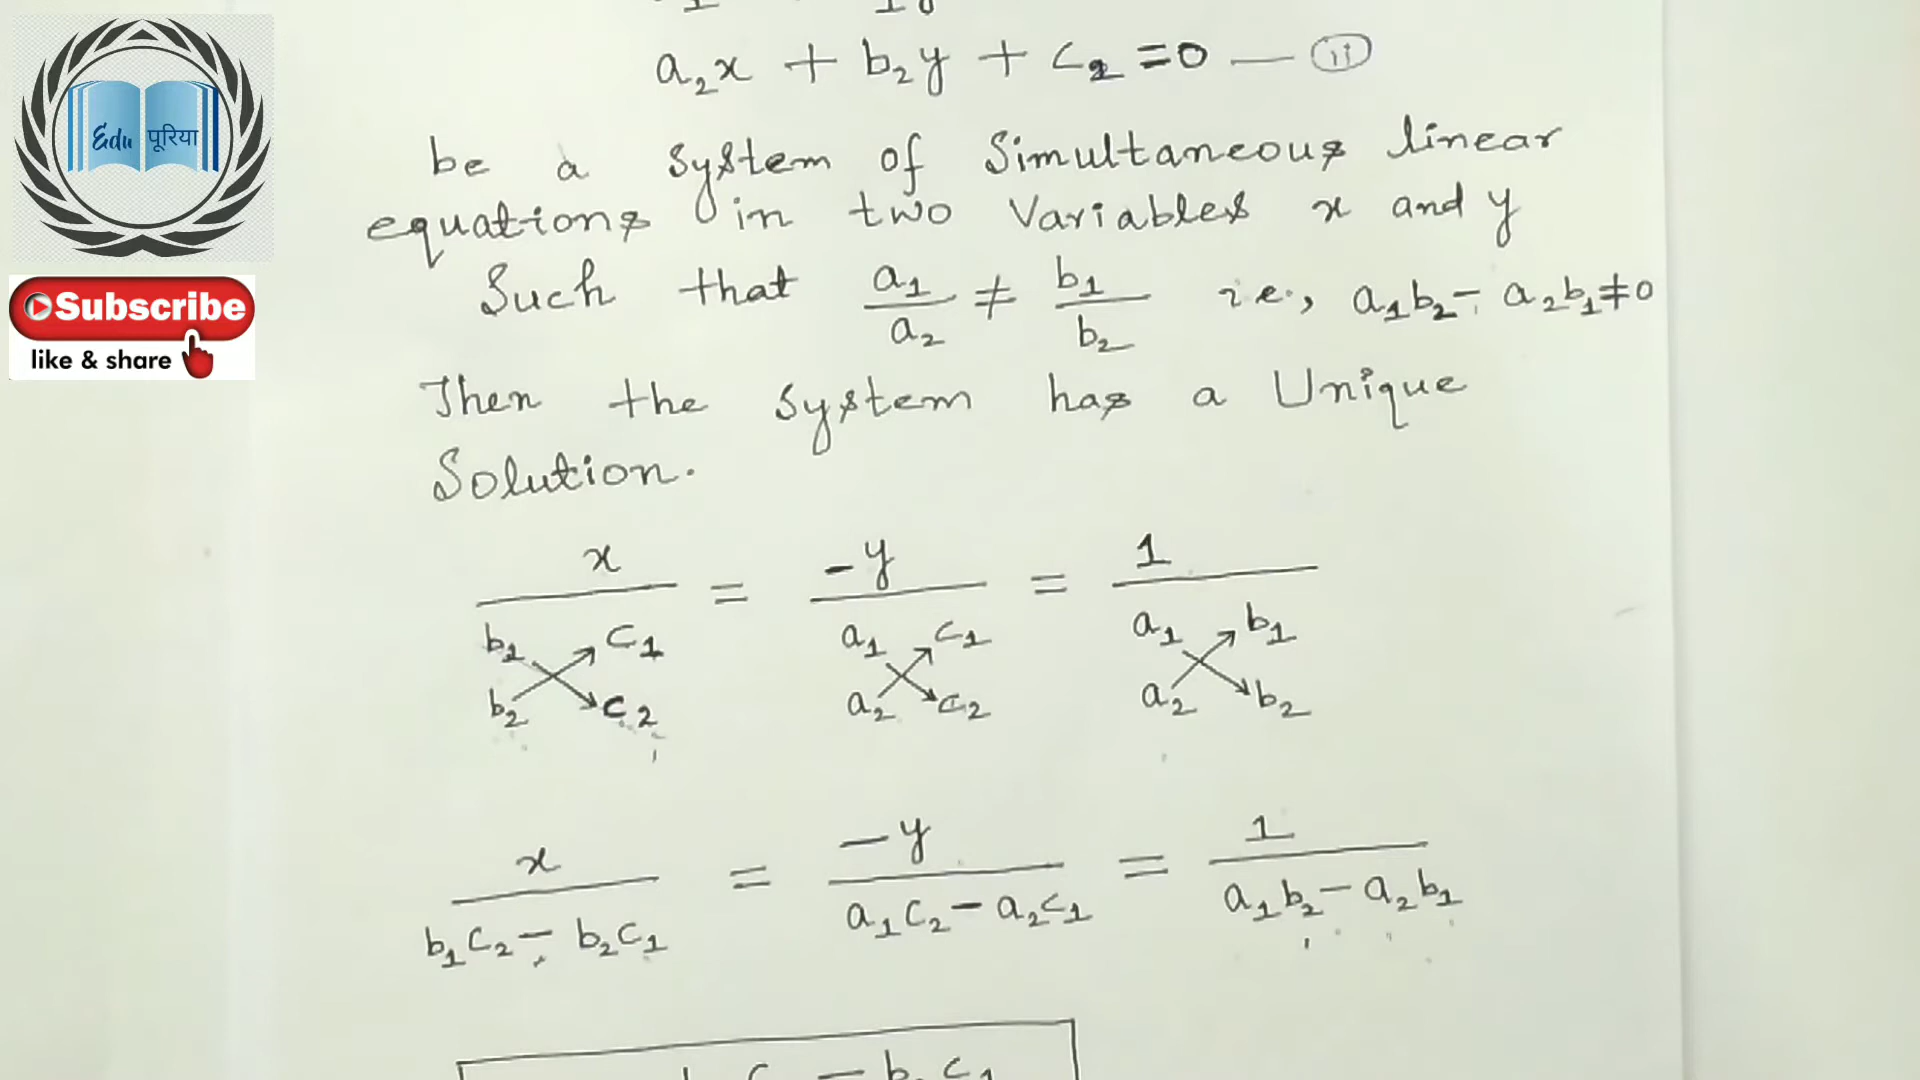 a₂x + b₂y + c₂ = 0 — (ii)
be a system of Simultaneous linear
equations in two Variables x and y
Such that a₁/a₂ ≠ b₁/b₂ i.e., a₁b₂ - a₂b₁ ≠ 0
Then the system has a Unique
Solution.
x = -y = 1
b₁ c₁ a₁ c₁ a₁ b₁
b₂ c₂ a₂ c₂ a₂ b₂
x = -y = 1
b₁c₂ - b₂c₁ a₁c₂ - a₂c₁ a₁b₂ - a₂b₁
Edu पूरिया
Subscribe
like & share